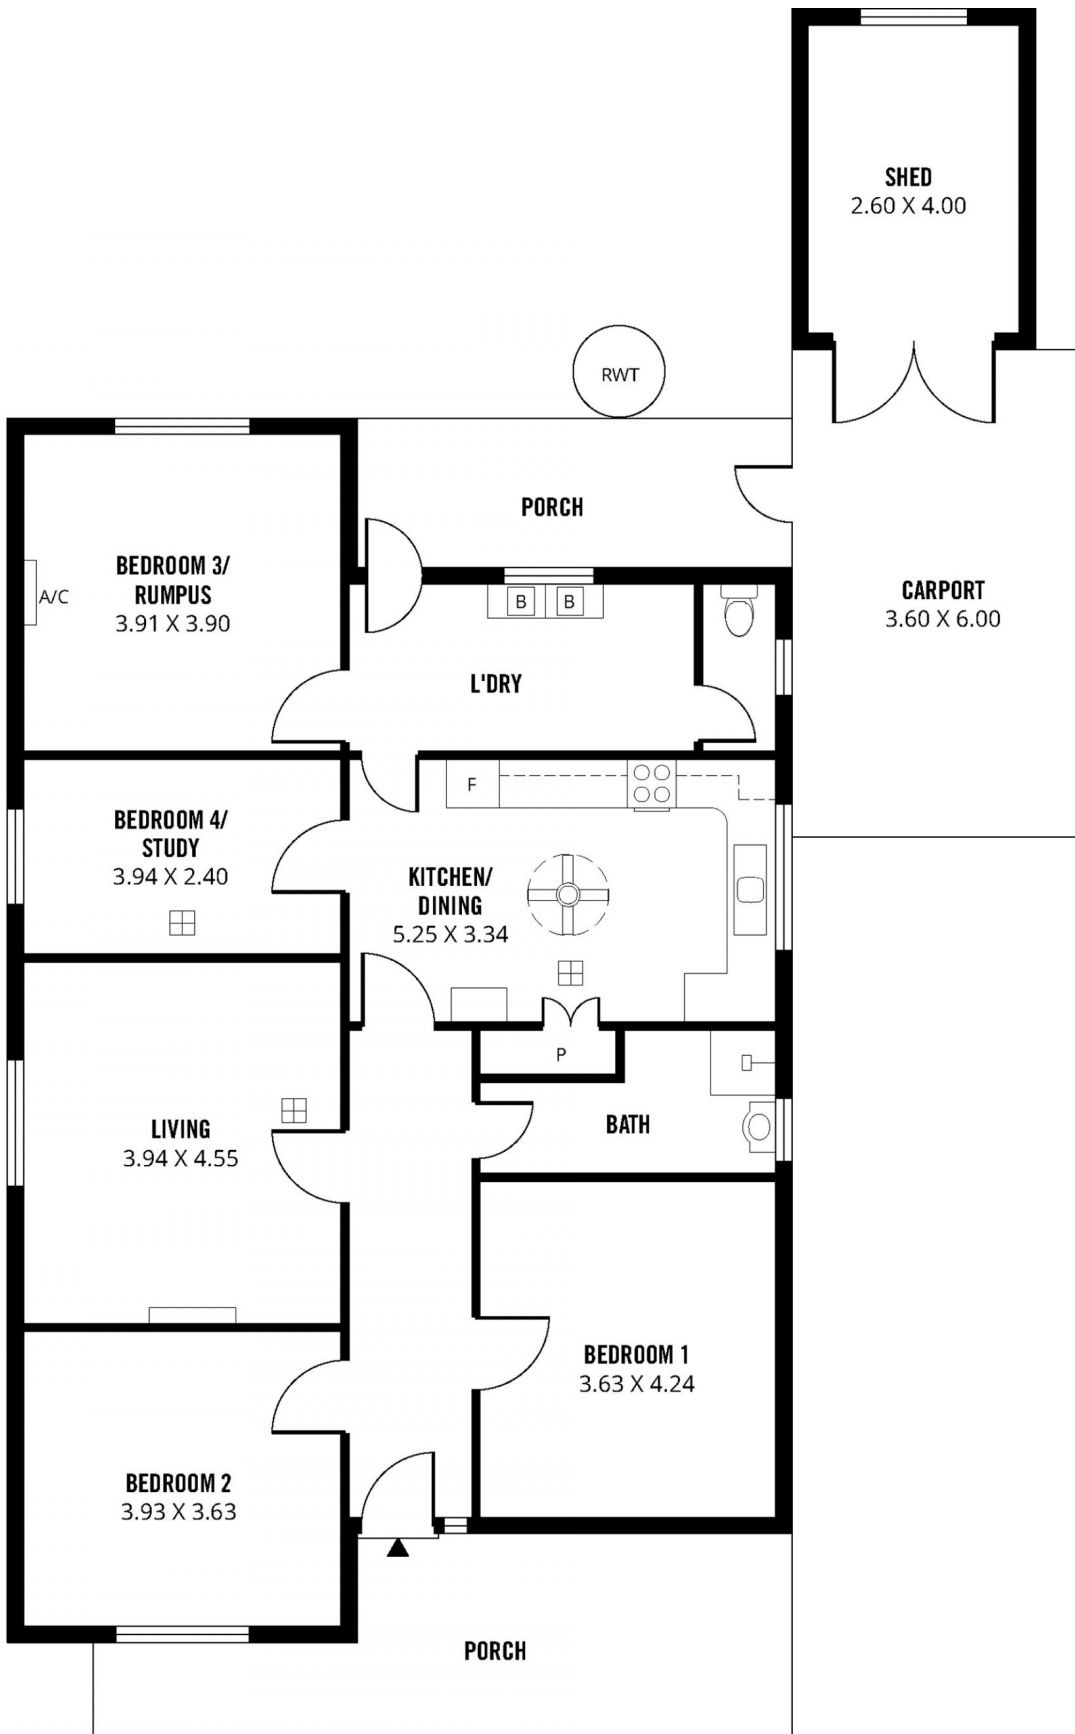 SHED
2.60 X 4.00
RWT
PORCH
BEDROOM 3/
RUMPUS
3.91 X 3.90
A/C
B
B
CARPORT
3.60 X 6.00
L'DRY
BEDROOM 4/
STUDY
3.94 X 2.40
F
KITCHEN/
DINING
5.25 X 3.34
P
LIVING
3.94 X 4.55
BATH
BEDROOM 1
3.63 X 4.24
BEDROOM 2
3.93 X 3.63
PORCH